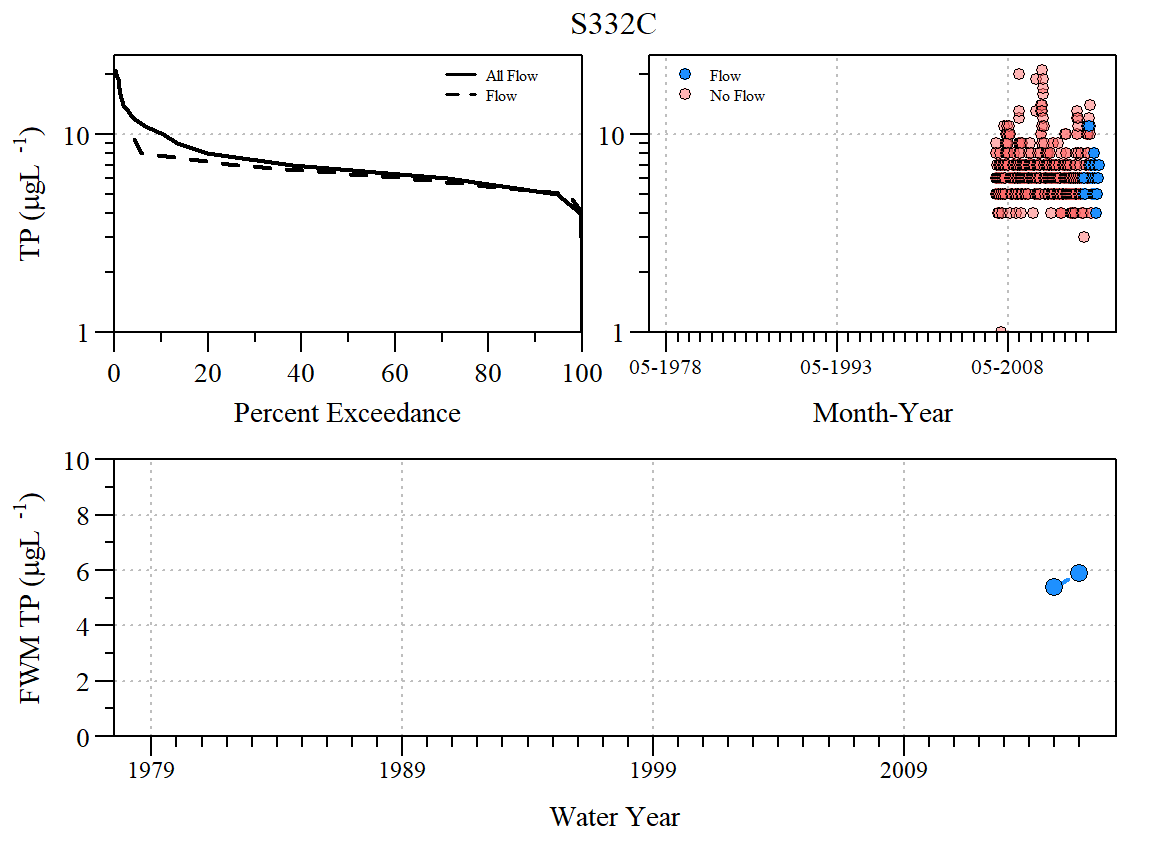 S332C
TP (µgL -1)
10
1
All Flow
Flow
0 20 40 60 80 100
Percent Exceedance
10
1
Flow
No Flow
05-1978 05-1993 05-2008
Month-Year
FWM TP (µgL -1)
10
8
6
4
2
0
1979 1989 1999 2009
Water Year